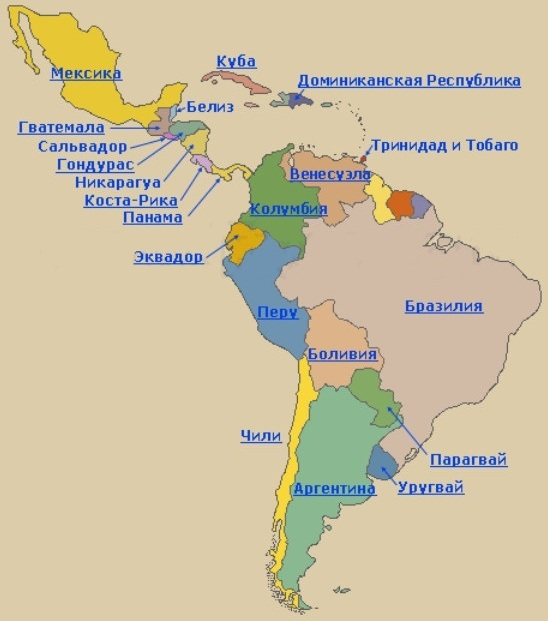 Куба
Мексика
Доминиканская Республика
Белиз
Гватемала
Сальвадор
Тринидад и Тобаго
Гондурас
Венесуэла
Никарагуа
Коста-Рика
Колумбия
Панама
Эквадор
Бразилия
Перу
Боливия
Чили
Парагвай
Аргентина
Уругвай